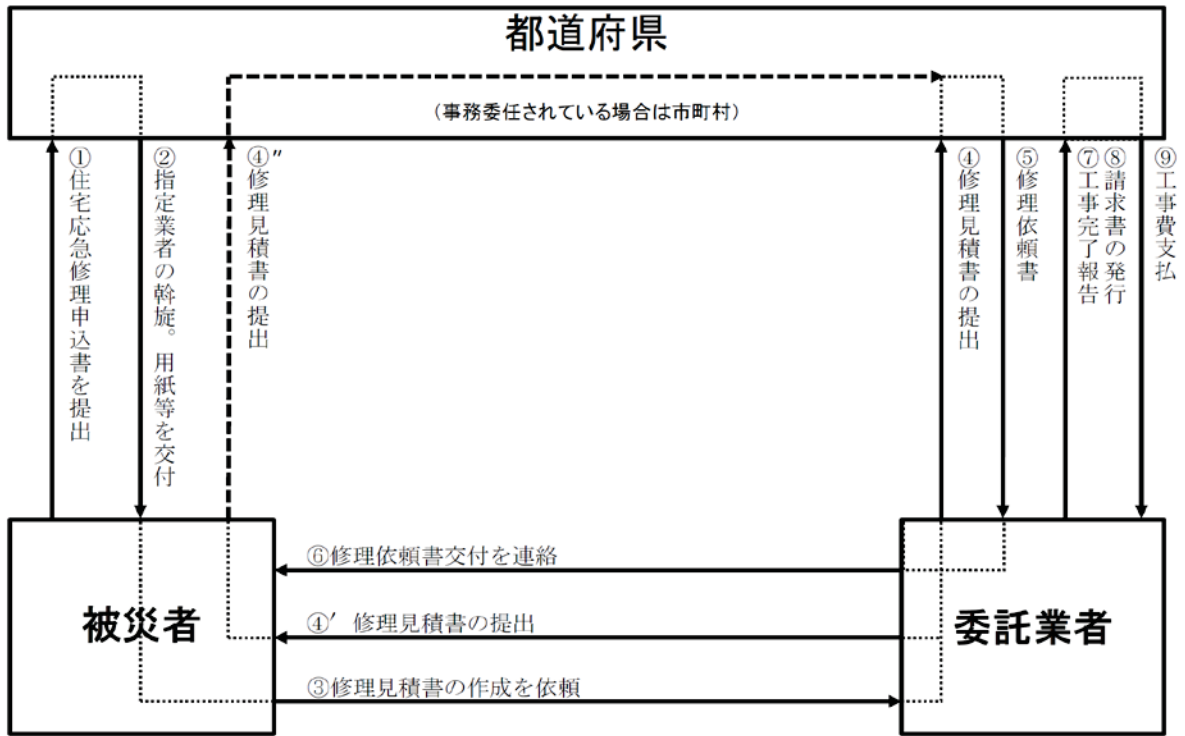 都道府県
（事務委任されている場合は市町村）
①住宅応急修理申込書を提出
②指定業者の斡旋。用紙等を交付
④″修理見積書の提出
④修理見積書の提出
⑤修理依頼書
⑦工事完了報告
⑧請求書の発行
⑨工事費支払
⑥修理依頼書交付を連絡
被災者
④′修理見積書の提出
委託業者
③修理見積書の作成を依頼